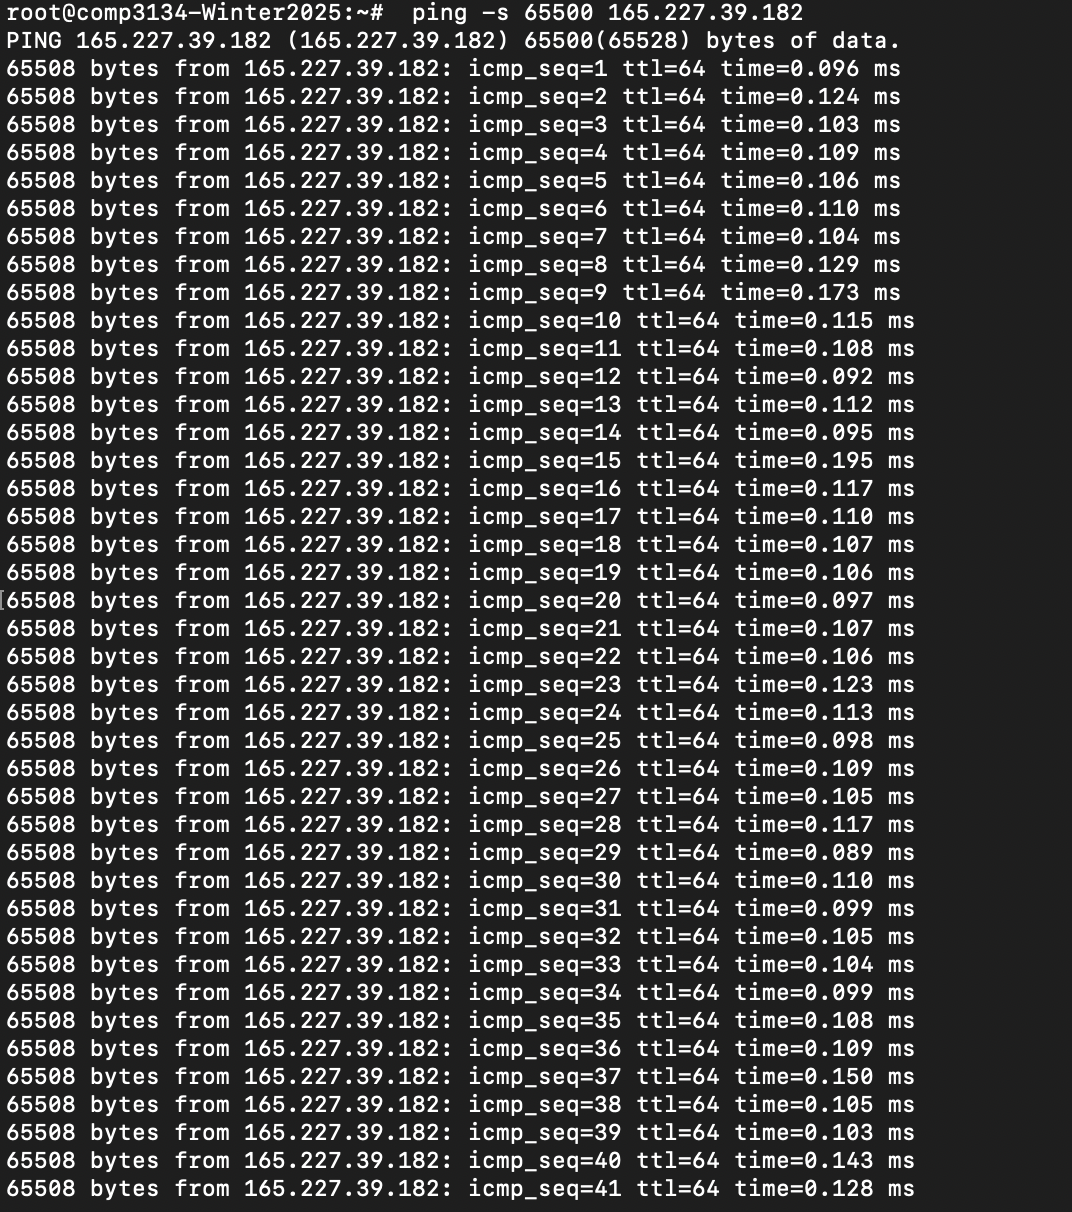 root@comp3134-Winter2025:~#  ping -s 65500 165.227.39.182
PING 165.227.39.182 (165.227.39.182) 65500(65528) bytes of data.
65508 bytes from 165.227.39.182: icmp_seq=1 ttl=64 time=0.096 ms
65508 bytes from 165.227.39.182: icmp_seq=2 ttl=64 time=0.124 ms
65508 bytes from 165.227.39.182: icmp_seq=3 ttl=64 time=0.103 ms
65508 bytes from 165.227.39.182: icmp_seq=4 ttl=64 time=0.109 ms
65508 bytes from 165.227.39.182: icmp_seq=5 ttl=64 time=0.106 ms
65508 bytes from 165.227.39.182: icmp_seq=6 ttl=64 time=0.110 ms
65508 bytes from 165.227.39.182: icmp_seq=7 ttl=64 time=0.104 ms
65508 bytes from 165.227.39.182: icmp_seq=8 ttl=64 time=0.129 ms
65508 bytes from 165.227.39.182: icmp_seq=9 ttl=64 time=0.173 ms
65508 bytes from 165.227.39.182: icmp_seq=10 ttl=64 time=0.115 ms
65508 bytes from 165.227.39.182: icmp_seq=11 ttl=64 time=0.108 ms
65508 bytes from 165.227.39.182: icmp_seq=12 ttl=64 time=0.092 ms
65508 bytes from 165.227.39.182: icmp_seq=13 ttl=64 time=0.112 ms
65508 bytes from 165.227.39.182: icmp_seq=14 ttl=64 time=0.095 ms
65508 bytes from 165.227.39.182: icmp_seq=15 ttl=64 time=0.195 ms
65508 bytes from 165.227.39.182: icmp_seq=16 ttl=64 time=0.117 ms
65508 bytes from 165.227.39.182: icmp_seq=17 ttl=64 time=0.110 ms
65508 bytes from 165.227.39.182: icmp_seq=18 ttl=64 time=0.107 ms
65508 bytes from 165.227.39.182: icmp_seq=19 ttl=64 time=0.106 ms
65508 bytes from 165.227.39.182: icmp_seq=20 ttl=64 time=0.097 ms
65508 bytes from 165.227.39.182: icmp_seq=21 ttl=64 time=0.107 ms
65508 bytes from 165.227.39.182: icmp_seq=22 ttl=64 time=0.106 ms
65508 bytes from 165.227.39.182: icmp_seq=23 ttl=64 time=0.123 ms
65508 bytes from 165.227.39.182: icmp_seq=24 ttl=64 time=0.113 ms
65508 bytes from 165.227.39.182: icmp_seq=25 ttl=64 time=0.098 ms
65508 bytes from 165.227.39.182: icmp_seq=26 ttl=64 time=0.109 ms
65508 bytes from 165.227.39.182: icmp_seq=27 ttl=64 time=0.105 ms
65508 bytes from 165.227.39.182: icmp_seq=28 ttl=64 time=0.117 ms
65508 bytes from 165.227.39.182: icmp_seq=29 ttl=64 time=0.089 ms
65508 bytes from 165.227.39.182: icmp_seq=30 ttl=64 time=0.110 ms
65508 bytes from 165.227.39.182: icmp_seq=31 ttl=64 time=0.099 ms
65508 bytes from 165.227.39.182: icmp_seq=32 ttl=64 time=0.105 ms
65508 bytes from 165.227.39.182: icmp_seq=33 ttl=64 time=0.104 ms
65508 bytes from 165.227.39.182: icmp_seq=34 ttl=64 time=0.099 ms
65508 bytes from 165.227.39.182: icmp_seq=35 ttl=64 time=0.108 ms
65508 bytes from 165.227.39.182: icmp_seq=36 ttl=64 time=0.109 ms
65508 bytes from 165.227.39.182: icmp_seq=37 ttl=64 time=0.150 ms
65508 bytes from 165.227.39.182: icmp_seq=38 ttl=64 time=0.105 ms
65508 bytes from 165.227.39.182: icmp_seq=39 ttl=64 time=0.103 ms
65508 bytes from 165.227.39.182: icmp_seq=40 ttl=64 time=0.143 ms
65508 bytes from 165.227.39.182: icmp_seq=41 ttl=64 time=0.128 ms